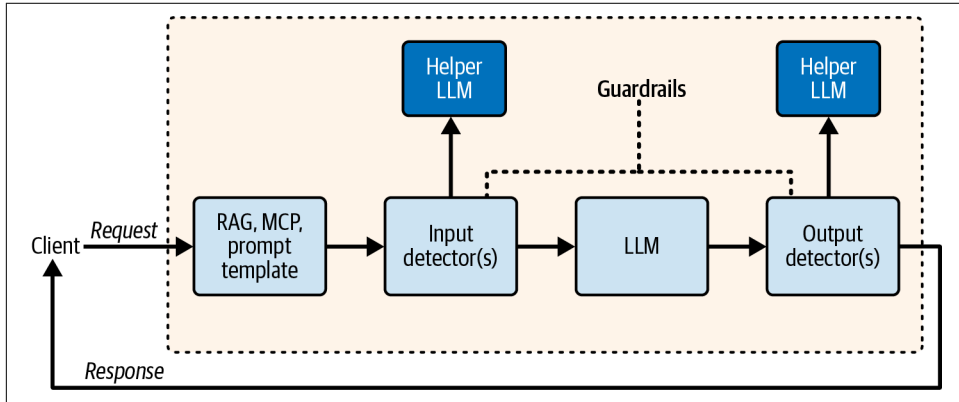 Helper
LLM
Guardrails
Helper
LLM
Client
Request
RAG, MCP,
prompt
template
Input
detector(s)
LLM
Output
detector(s)
Response